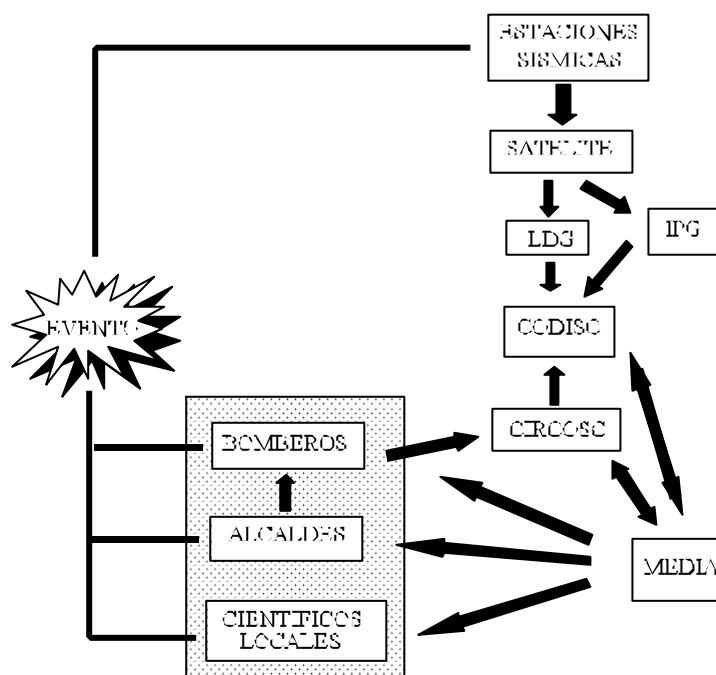 ESTACIONES
SISMICAS
SATELITE
LDG
IPG
EVENTO
CODISC
BOMBEROS
CIRCOSC
ALCALDES
MEDIA
CIENTIFICOS
LOCALES